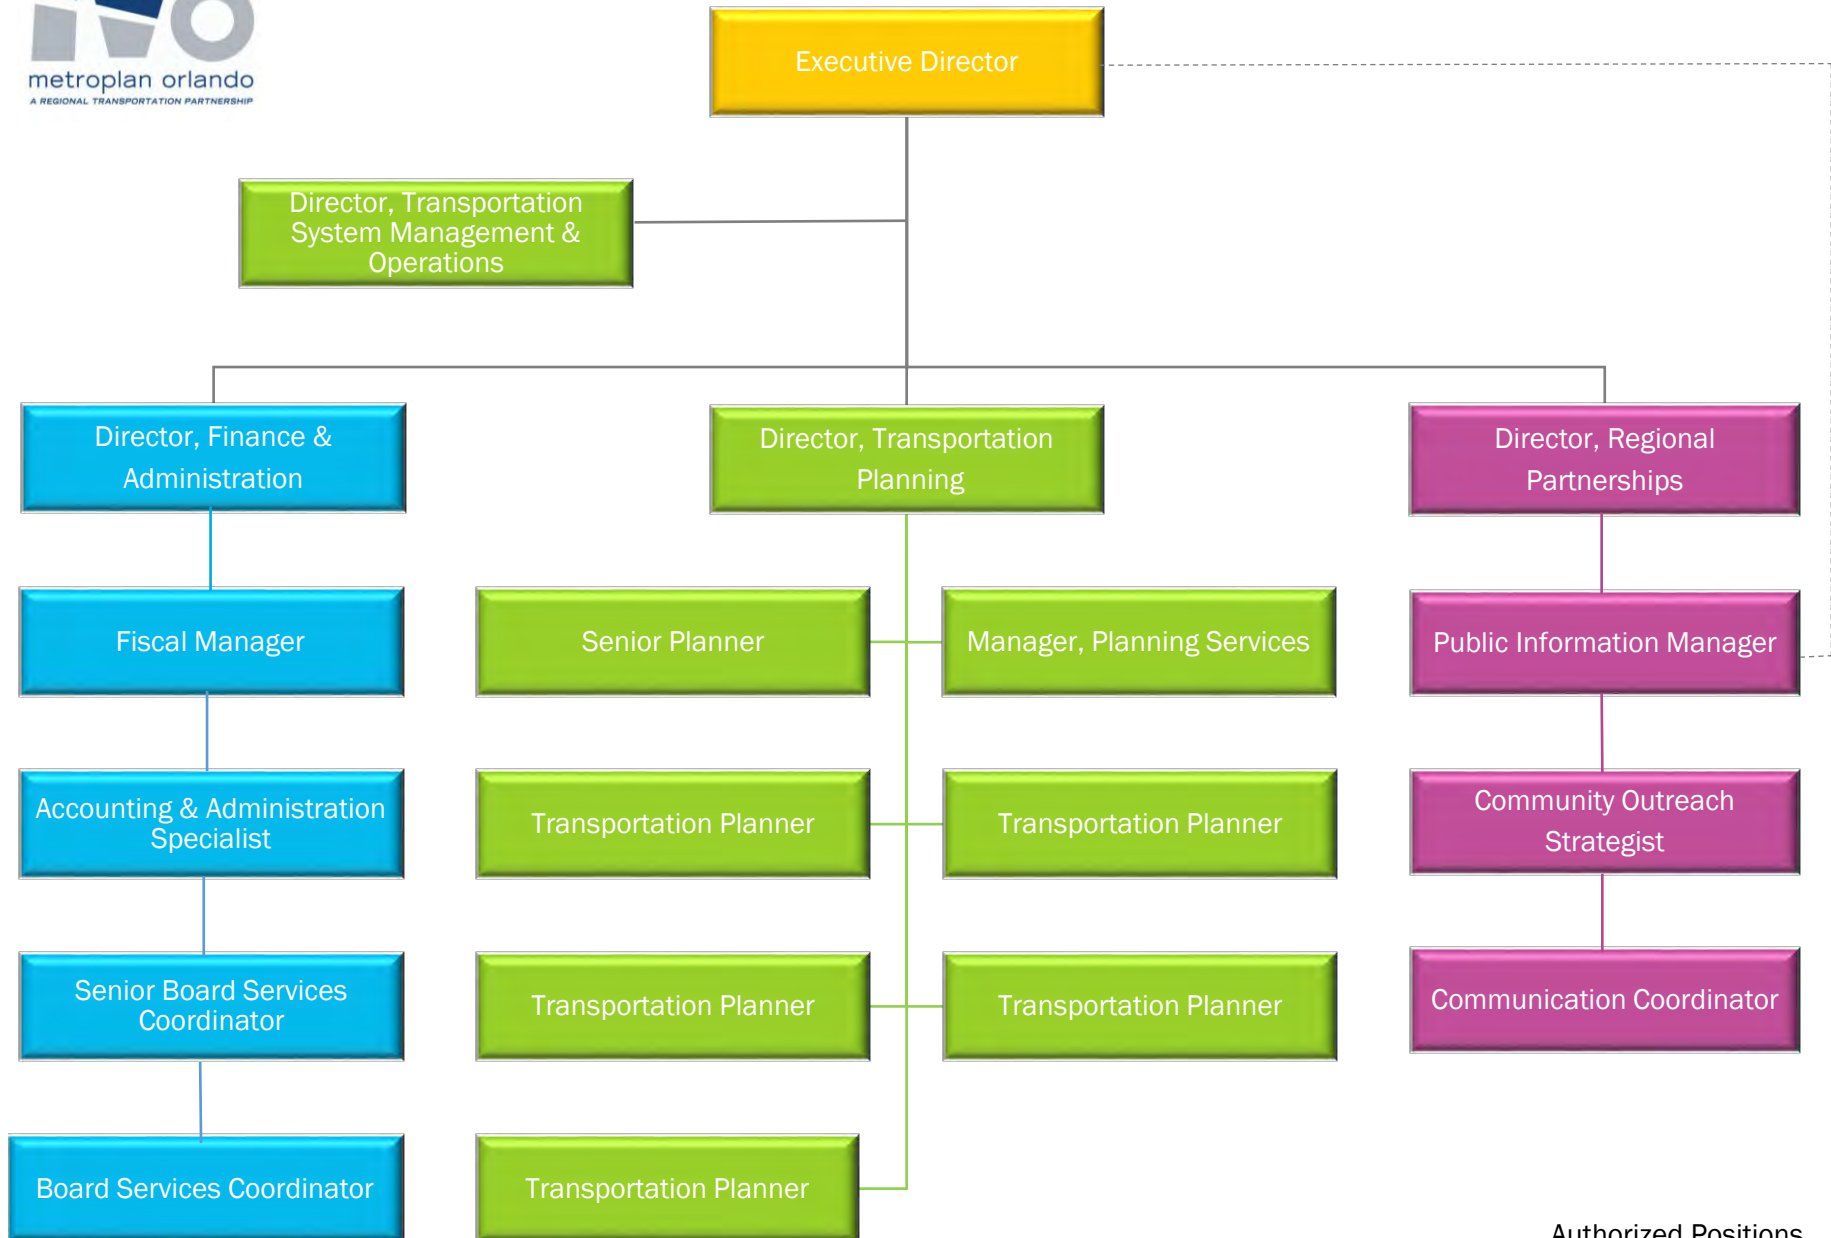 metroplan orlando
A REGIONAL TRANSPORTATION PARTNERSHIP
Executive Director
Director, Transportation
System Management &
Operations
Director, Finance &
Administration
Director, Transportation
Planning
Director, Regional
Partnerships
Fiscal Manager
Senior Planner
Manager, Planning Services
Public Information Manager
Accounting & Administration
Specialist
Transportation Planner
Transportation Planner
Community Outreach
Strategist
Senior Board Services
Coordinator
Transportation Planner
Transportation Planner
Communication Coordinator
Board Services Coordinator
Transportation Planner
Authorized Positions